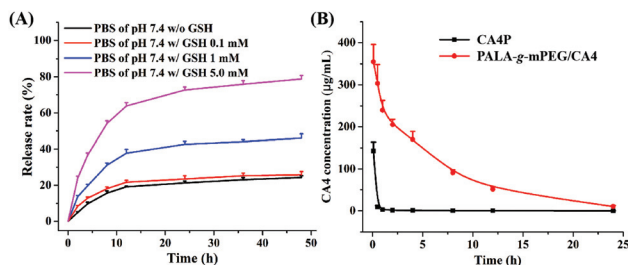 (A)
PBS of pH 7.4 w/o GSH
PBS of pH 7.4 w/ GSH 0.1 mM
PBS of pH 7.4 w/ GSH 1 mM
PBS of pH 7.4 w/ GSH 5.0 mM
Release rate (%)
100
80
60
40
20
0
0 10 20 30 40 50
Time (h)
(B)
CA4P
PALA-g-mPEG/CA4
CA4 concentration (μg/mL)
400
300
200
100
0
0 5 10 15 20 25
Time (h)